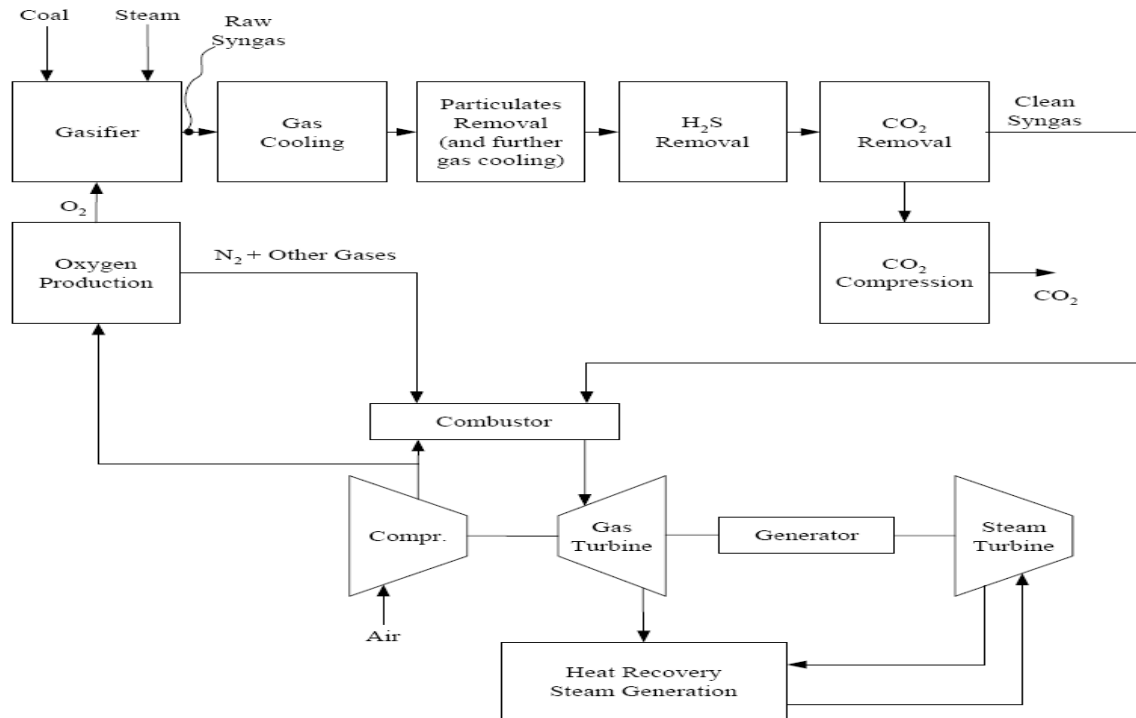 Coal
Steam
Raw
Syngas
Gasifier
Gas
Cooling
Particulates
Removal
(and further
gas cooling)
H₂S
Removal
CO₂
Removal
Clean
Syngas
O₂
Oxygen
Production
N₂ + Other Gases
CO₂
Compression
CO₂
Combustor
Compr.
Gas
Turbine
Generator
Steam
Turbine
Air
Heat Recovery
Steam Generation